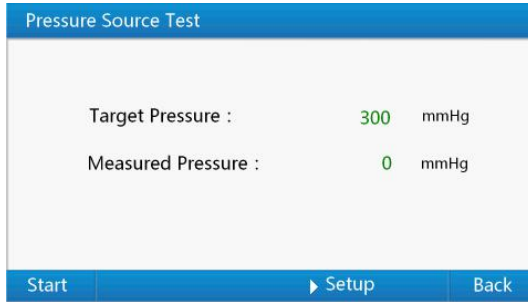 Pressure Source Test
Target Pressure : 300 mmHg
Measured Pressure : 0 mmHg
Start Setup Back